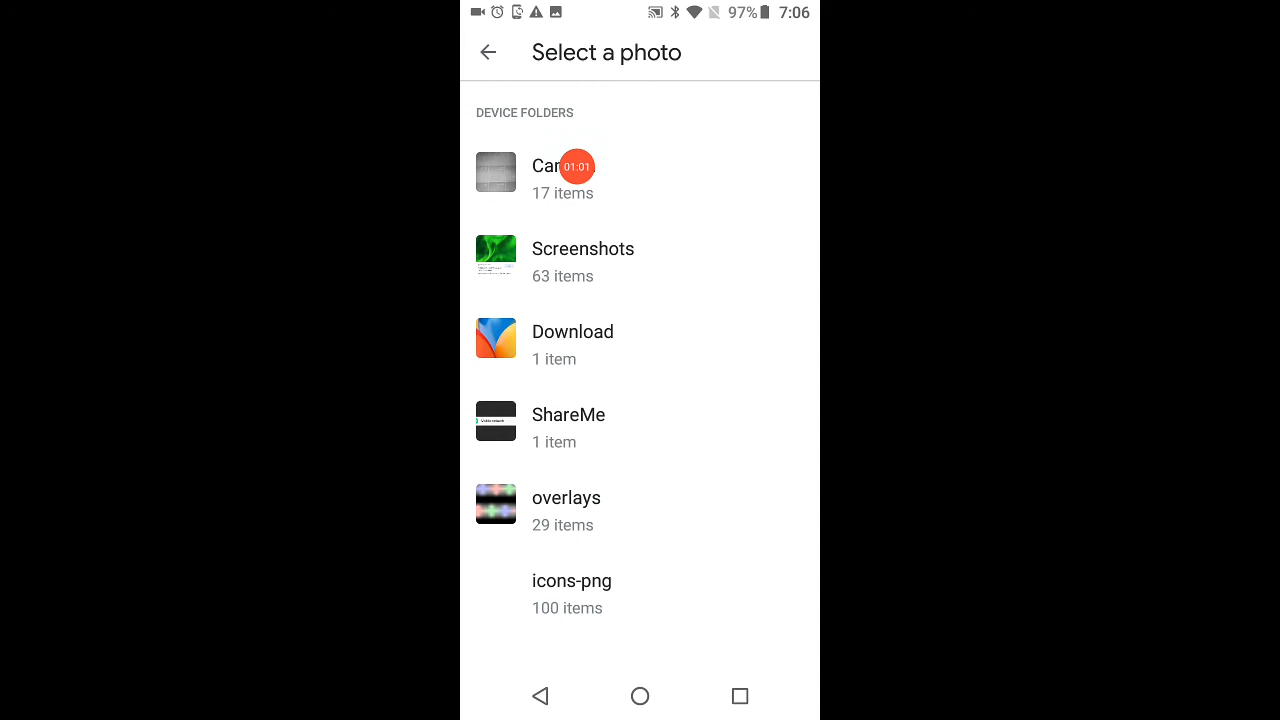 97% 7:06
Select a photo
DEVICE FOLDERS
01:01
17 items
Screenshots
63 items
Download
1 item
ShareMe
1 item
overlays
29 items
icons-png
100 items